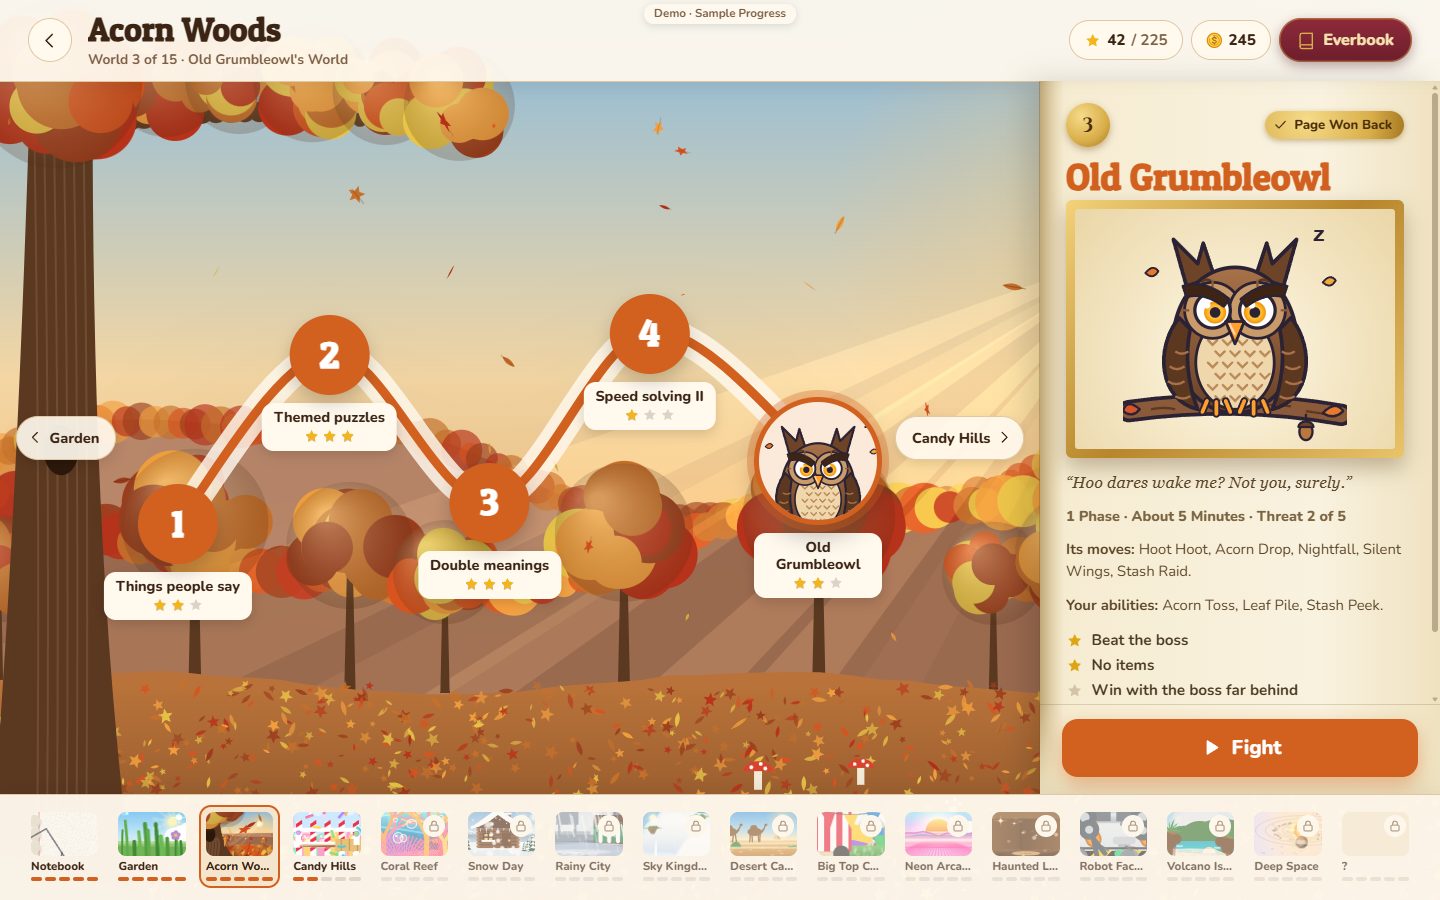 Demo · Sample Progress
Acorn Woods
World 3 of 15 · Old Grumbleowl's World
42 / 225
245
Everbook
3
Page Won Back
Old Grumbleowl
z
“Hoo dares wake me? Not you, surely.”
1 Phase · About 5 Minutes · Threat 2 of 5
Its moves: Hoot Hoot, Acorn Drop, Nightfall, Silent
Wings, Stash Raid.
Your abilities: Acorn Toss, Leaf Pile, Stash Peek.
Beat the boss
No items
Win with the boss far behind
Fight
Garden
1
Things people say
2
Themed puzzles
3
Double meanings
4
Speed solving II
Old
Grumbleowl
Candy Hills
Notebook
Garden
Acorn Wo...
Candy Hills
Coral Reef
Snow Day
Rainy City
Sky Kingd...
Desert Ca...
Big Top C...
Neon Arca...
Haunted L...
Robot Fac...
Volcano Is...
Deep Space
?